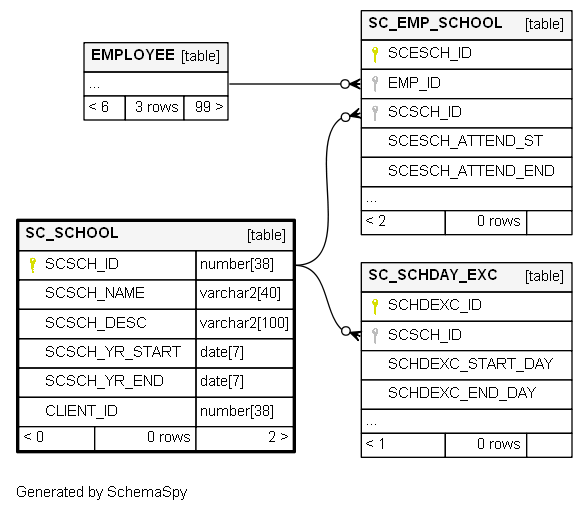 SC_EMP_SCHOOL [table]
SCESCH_ID
EMP_ID
SCSCH_ID
SCESCH_ATTEND_ST
SCESCH_ATTEND_END
...
< 2 0 rows
EMPLOYEE [table]
...
< 6 3 rows 99 >
SC_SCHOOL [table]
SCSCH_ID number[38]
SCSCH_NAME varchar2[40]
SCSCH_DESC varchar2[100]
SCSCH_YR_START date[7]
SCSCH_YR_END date[7]
CLIENT_ID number[38]
< 0 0 rows 2 >
SC_SCHDAY_EXC [table]
SCHDEXC_ID
SCSCH_ID
SCHDEXC_START_DAY
SCHDEXC_END_DAY
...
< 1 0 rows
Generated by SchemaSpy